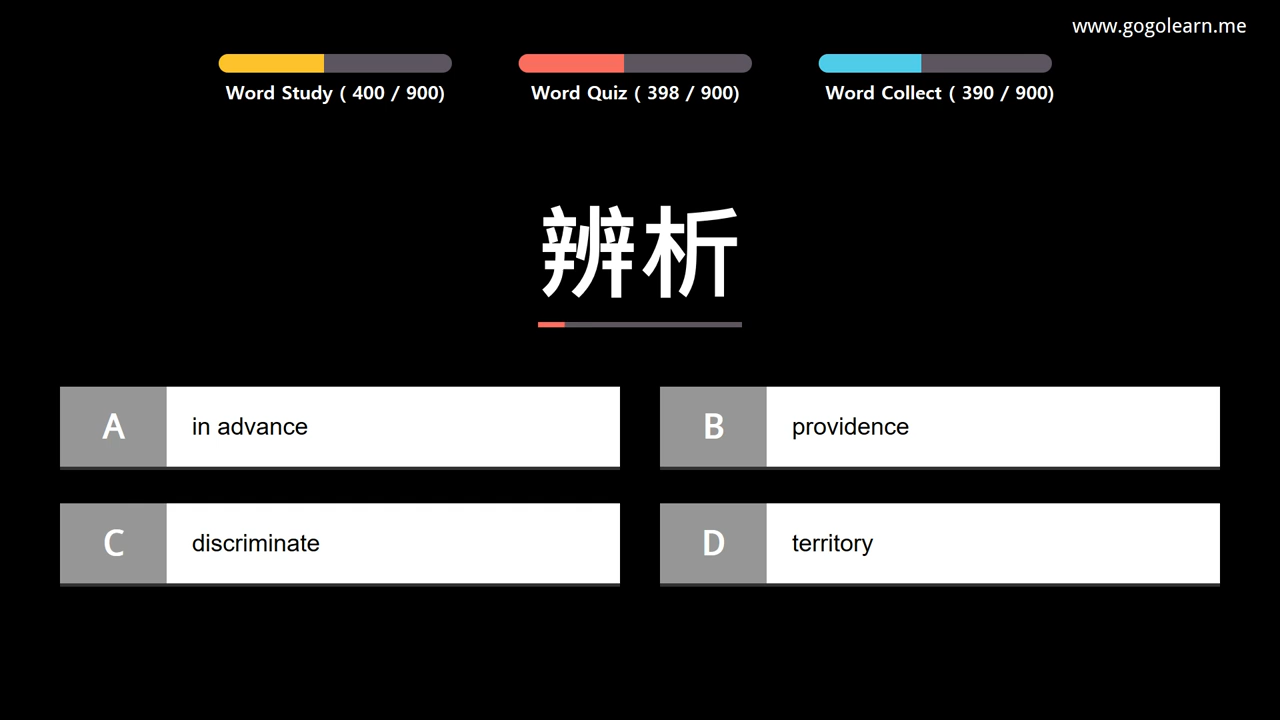 www.gogolearn.me
Word Study ( 400 / 900)
Word Quiz ( 398 / 900)
Word Collect ( 390 / 900)
辨析
A in advance
B providence
C discriminate
D territory